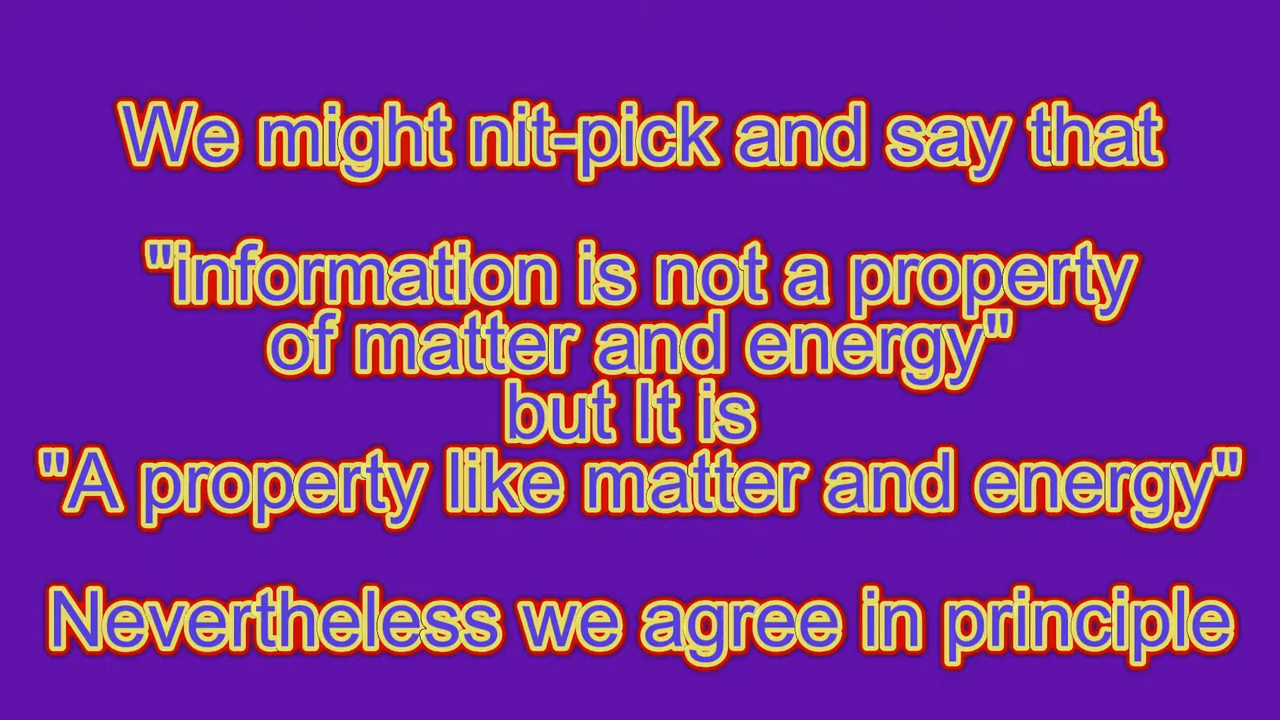 We might nit-pick and say that
"information is not a property
of matter and energy"
but It is
"A property like matter and energy"
Nevertheless we agree in principle